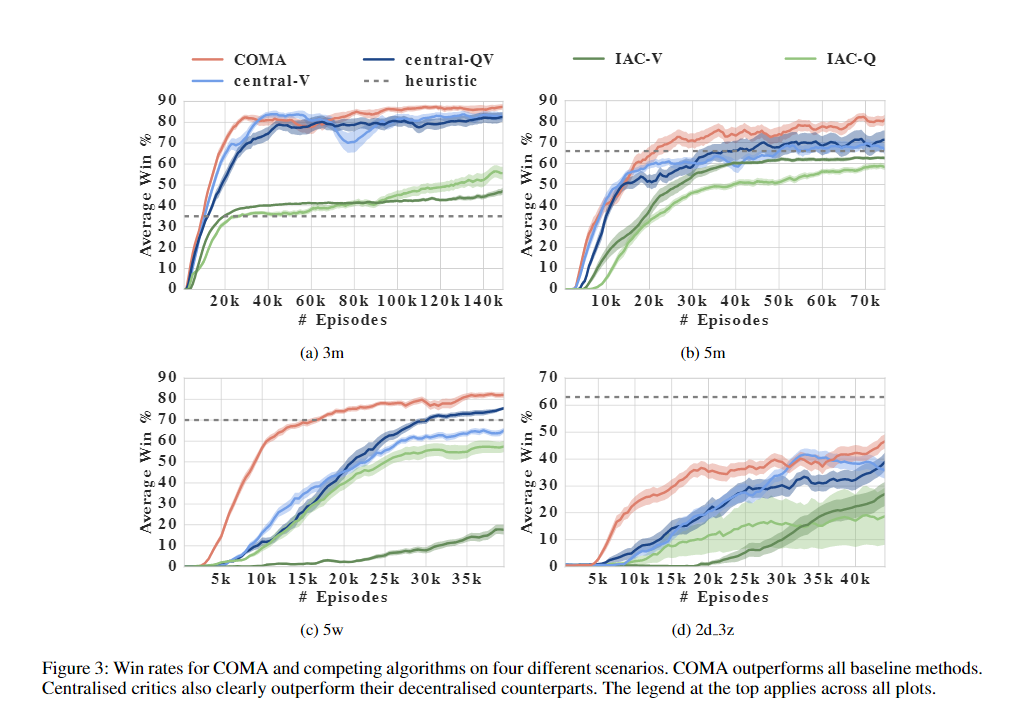 COMA central-QV IAC-V IAC-Q
central-V heuristic
90
80
70
60
50
40
30
20
10
0
Average Win %
20k 40k 60k 80k 100k 120k 140k
# Episodes
(a) 3m
90
80
70
60
50
40
30
20
10
0
Average Win %
10k 20k 30k 40k 50k 60k 70k
# Episodes
(b) 5m
90
80
70
60
50
40
30
20
10
0
Average Win %
5k 10k 15k 20k 25k 30k 35k
# Episodes
(c) 5w
70
60
50
40
30
20
10
0
Average Win %
5k 10k 15k 20k 25k 30k 35k 40k
# Episodes
(d) 2d_3z
Figure 3: Win rates for COMA and competing algorithms on four different scenarios. COMA outperforms all baseline methods.
Centralised critics also clearly outperform their decentralised counterparts. The legend at the top applies across all plots.